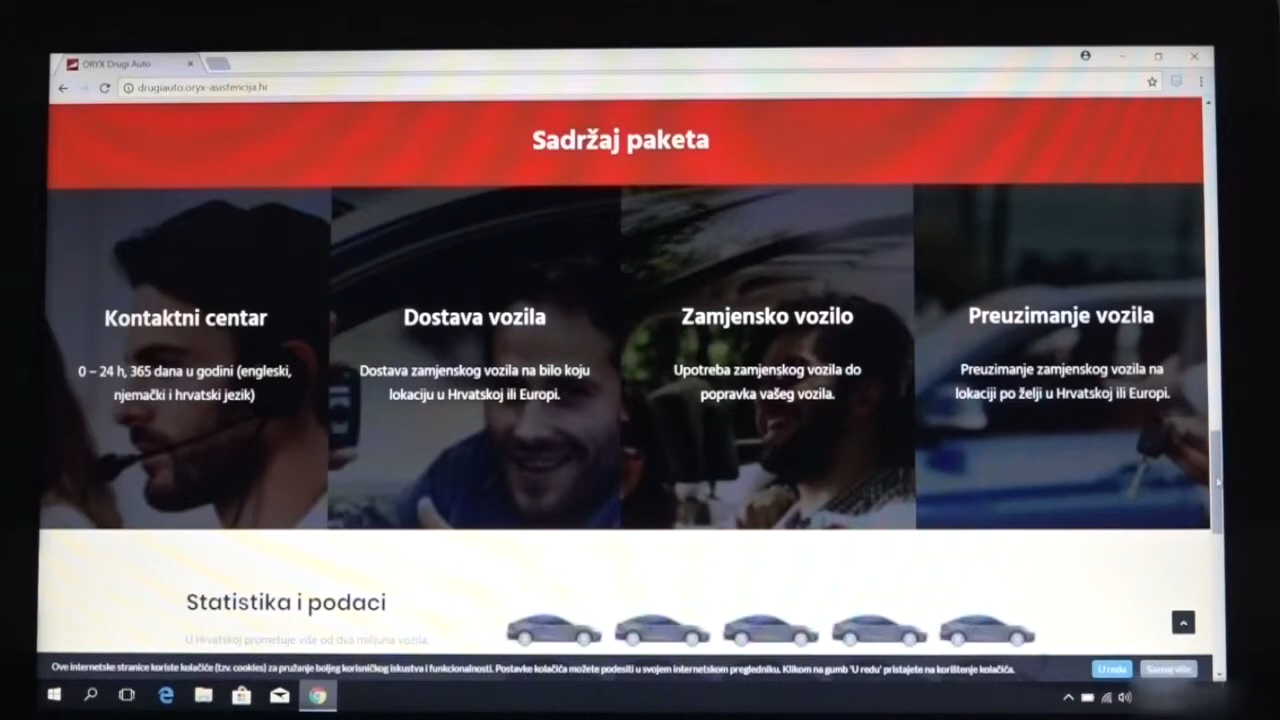 ORYX Drugi Auto
drugiauto.oryx-asistencija.hr
Sadržaj paketa
Kontaktni centar
0 – 24 h, 365 dana u godini (engleski,
njemački i hrvatski jezik)
Dostava vozila
Dostava zamjenskog vozila na bilo koju
lokaciju u Hrvatskoj ili Europi.
Zamjensko vozilo
Upotreba zamjenskog vozila do
popravka vašeg vozila.
Preuzimanje vozila
Preuzimanje zamjenskog vozila na
lokaciji po želji u Hrvatskoj ili Europi.
Statistika i podaci
U Hrvatskoj prometuje više od dva milijuna vozila,
Ove internetske stranice koriste kolačiće (tzv. cookies) za pružanje boljeg korisničkog iskustva i funkcionalnosti. Postavke kolačića možete podesiti u svojem internetskom pregledniku. Klikom na gumb 'U redu' pristajete na korištenje kolačića.
U redu
Saznaj više